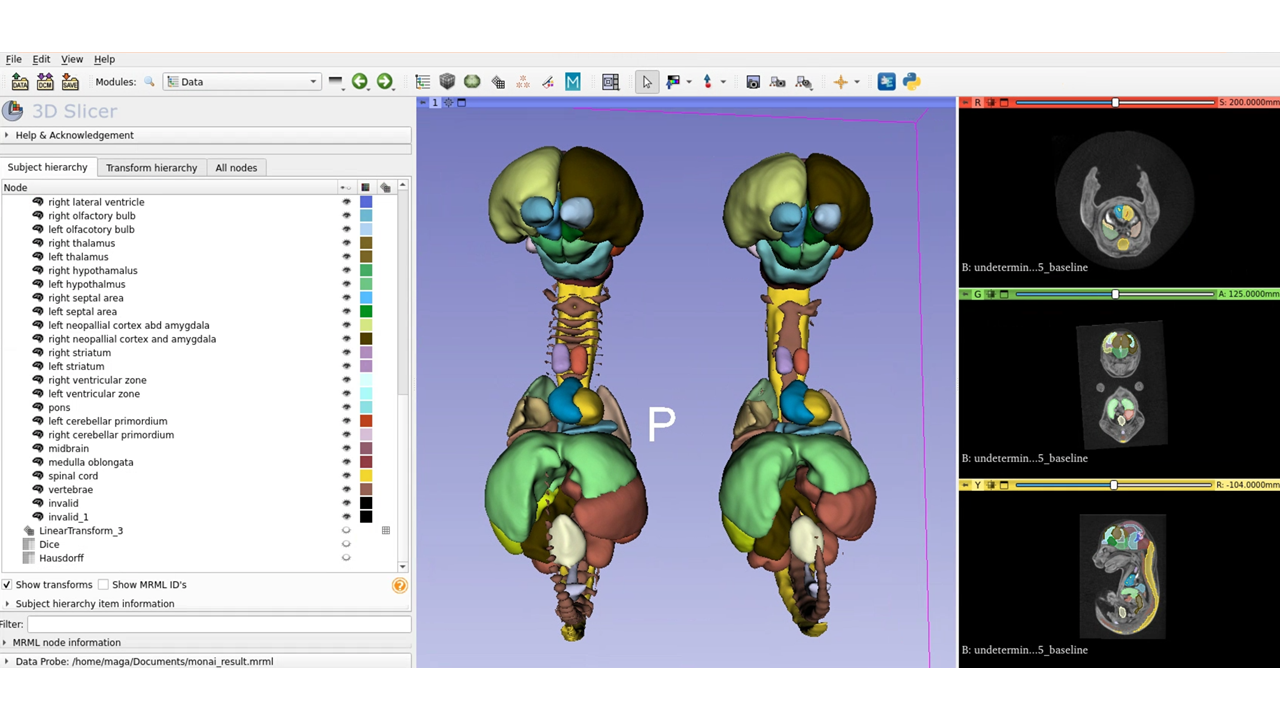 File Edit View Help
DATA DCM SAVE Modules: Data
3D Slicer
Help & Acknowledgement
Subject hierarchy Transform hierarchy All nodes
Node
right lateral ventricle
right olfactory bulb
left olfacotory bulb
right thalamus
left thalamus
right hypothamalus
left hypothalmus
right septal area
left septal area
left neopallial cortex abd amygdala
right neopallial cortex and amygdala
right striatum
left striatum
right ventricular zone
left ventricular zone
pons
left cerebellar primordium
right cerebellar primordium
midbrain
medulla oblongata
spinal cord
vertebrae
invalid
invalid_1
LinearTransform_3
Dice
Hausdorff
Show transforms Show MRML ID's
Subject hierarchy item information
Filter:
MRML node information
Data Probe: /home/maga/Documents/monai_result.mrml
1
P
R S: 200.0000mm
B: undetermin...5_baseline
G A: 125.0000mm
B: undetermin...5_baseline
Y R: -104.0000mm
B: undetermin...5_baseline